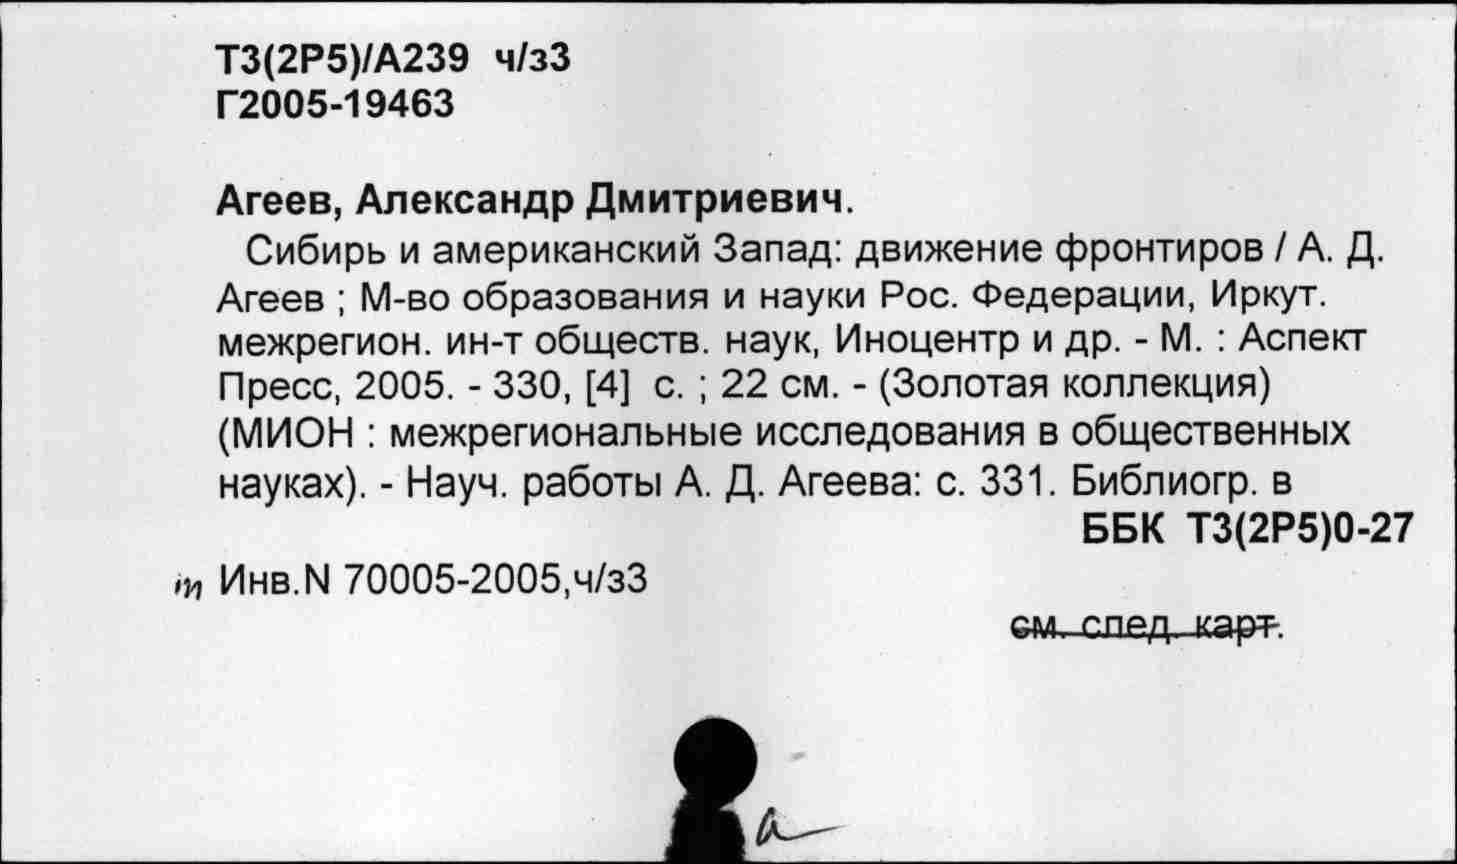 Т3(2Р5)/А239 ч/з3
Г2005-19463
Агеев, Александр Дмитриевич.
Сибирь и американский Запад: движение фронтиров / А. Д.
Агеев ; М-во образования и науки Рос. Федерации, Иркут.
межрегион. ин-т обществ. наук, Иноцентр и др. - М. : Аспект
Пресс, 2005. - 330, [4] с. ; 22 см. - (Золотая коллекция)
(МИОН : межрегиональные исследования в общественных
науках). - Науч. работы А. Д. Агеева: с. 331. Библиогр. в
ББК Т3(2Р5)0-27
Инв.N 70005-2005,ч/з3
см. след. карт.
а